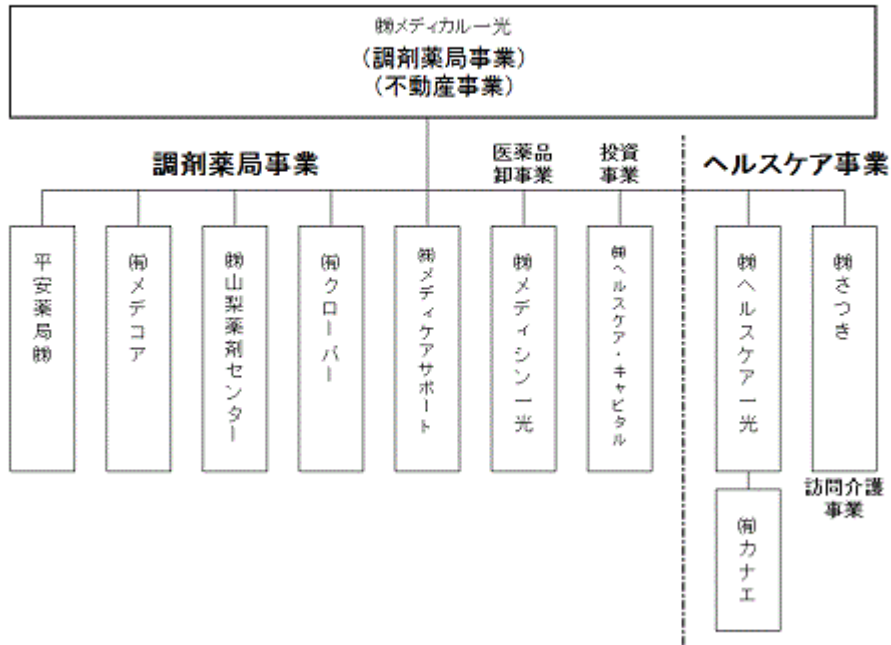 ㈱メディカル一光
(調剤薬局事業)
(不動産事業)
調剤薬局事業
医薬品
卸事業
投資
事業
ヘルスケア事業
平安薬局㈱
㈲メデコア
㈱山梨薬剤センター
㈲クローバー
㈱メディケアサポート
㈱メディシン一光
㈱ヘルスケア・キャピタル
㈱ヘルスケア一光
㈱さつき
訪問介護
事業
㈲カナエ